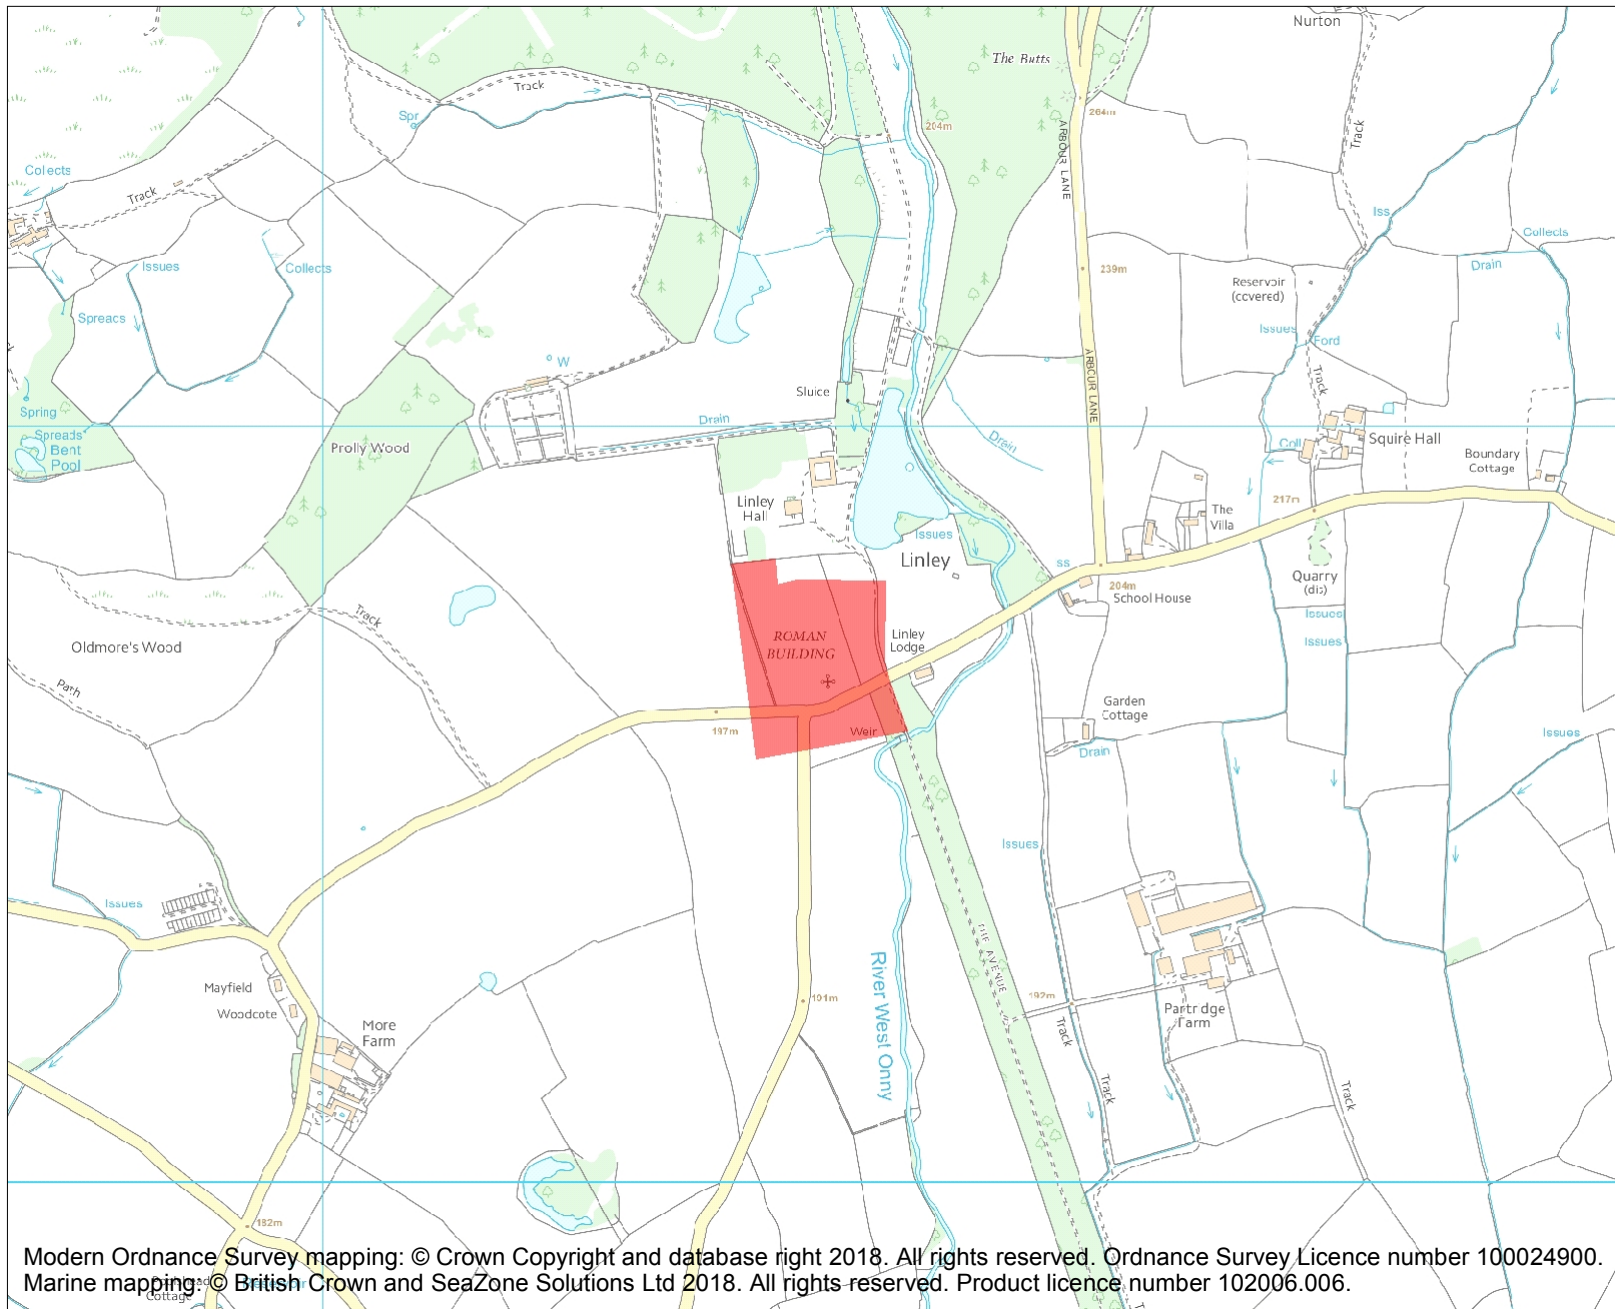 Nurton
The Butts
Track
Spr
204m
264m
ARBOUR LANE
Track
Collects
Track
Iss
Collects
Issues
Collects
Drain
239m
Reservoir
(covered)
Spreads
Issues
Ford
W
Track
ARBOUR LANE
Sluice
Spring
Drain
Spreads
Bent
Pool
Prolly Wood
Drain
Coll
Squire Hall
Boundary
Cottage
Linley
Hall
217m
The
Villa
Issues
Linley
ss
204m
School House
Quarry
(dis)
Track
Issues
Oldmore's Wood
ROMAN
BUILDING
Linley
Lodge
Issues
Path
Garden
Cottage
197m
Weir
Drain
Issues
Issues
Issues
THE AVENUE
River West Onny
Mayfield
Woodcote
More
Farm
191m
192m
Partridge
Farm
Track
Track
Track
182m
Modern Ordnance Survey mapping: © Crown Copyright and database right 2018. All rights reserved. Ordnance Survey Licence number 100024900.
Marine mapping: © British Crown and SeaZone Solutions Ltd 2018. All rights reserved. Product licence number 102006.006.
Cottage